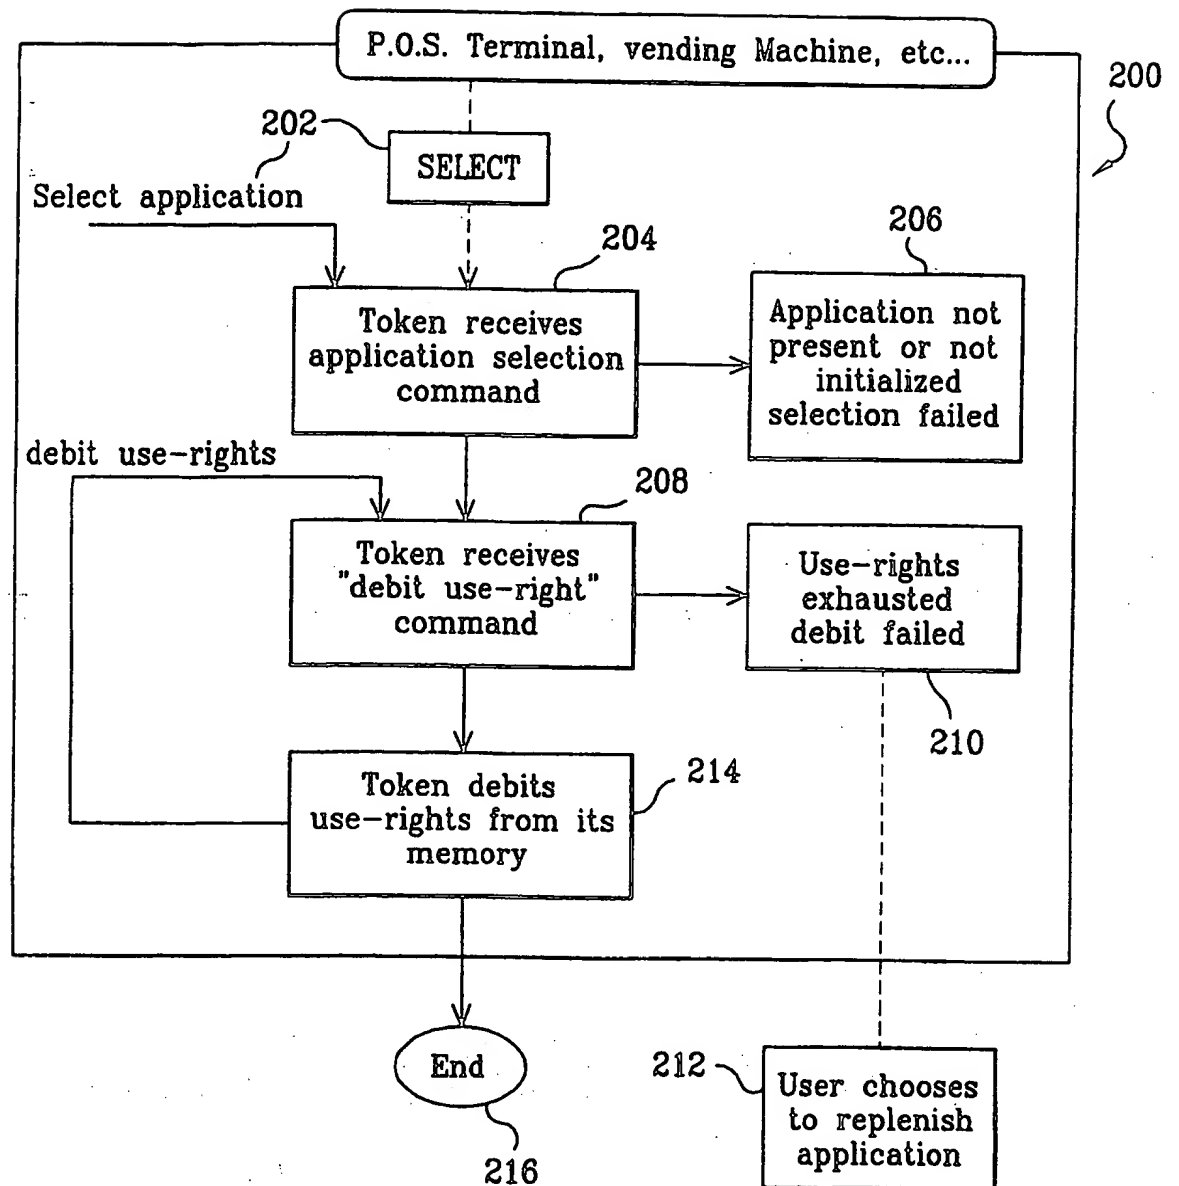 P.O.S. Terminal, vending Machine, etc...
200
202
SELECT
Select application
204
206
Token receives
application selection
command
Application not
present or not
initialized
selection failed
debit use-rights
208
Token receives
"debit use-right"
command
Use-rights
exhausted
debit failed
210
214
Token debits
use-rights from its
memory
End
216
212
User chooses
to replenish
application